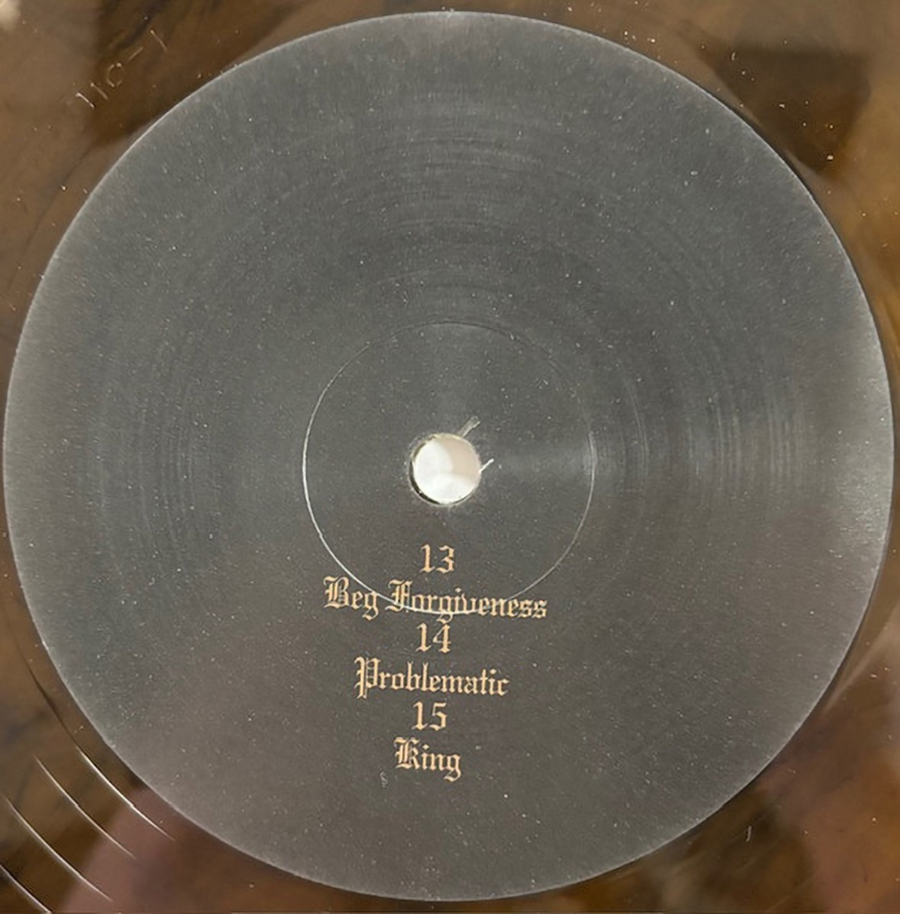 13
Beg Forgiveness
14
Problematic
15
King